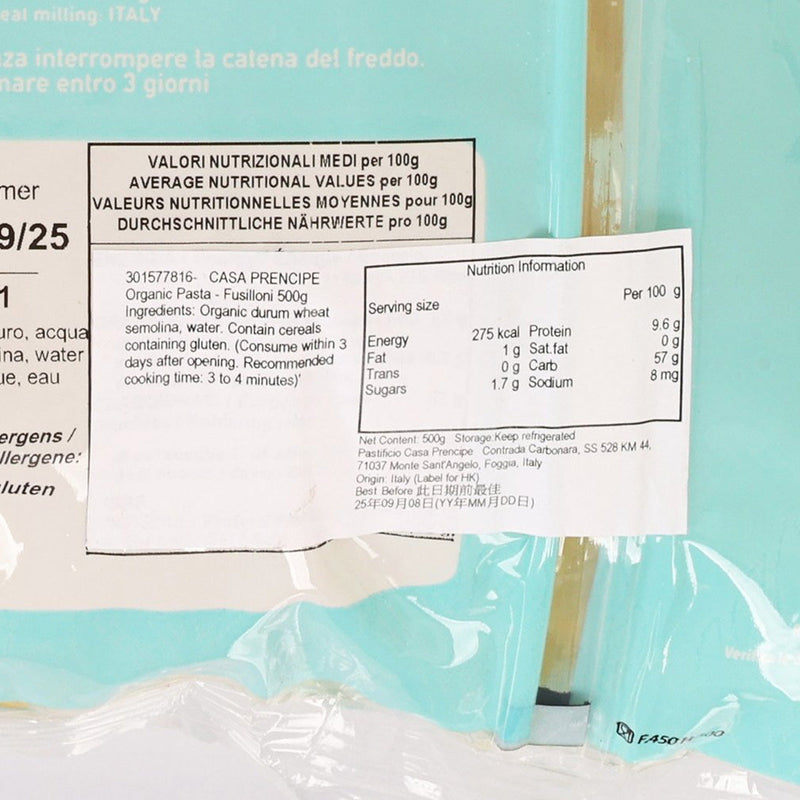 eal milling: ITALY
za interrompere la catena del freddo.
mare entro 3 giorni
VALORI NUTRIZIONALI MEDI per 100g
AVERAGE NUTRITIONAL VALUES per 100g
VALEURS NUTRITIONNELLES MOYENNES pour 100g
DURCHSCHNITTLICHE NÄHRWERTE pro 100g
mer
9/25
1
uro, acqua
ina, water
ue, eau
ergens /
llergene:
gluten
301577816- CASA PRENCIPE
Organic Pasta - Fusilloni 500g
Ingredients: Organic durum wheat
semolina, water. Contain cereals
containing gluten. (Consume within 3
days after opening. Recommended
cooking time: 3 to 4 minutes)'
Nutrition Information
Per 100 g
Serving size
Energy 275 kcal Protein 9.6 g
Fat 1 g Sat.fat 0 g
Trans 0 g Carb 57 g
Sugars 1.7 g Sodium 8 mg
Net Content: 500g Storage:Keep refrigerated
Pastificio Casa Prencipe Contrada Carbonara, SS 528 KM 44,
71037 Monte Sant'Angelo, Foggia, Italy
Origin: Italy (Label for HK)
Best Before 此日期前最佳
25年09月08日(YY年MM月DD日)